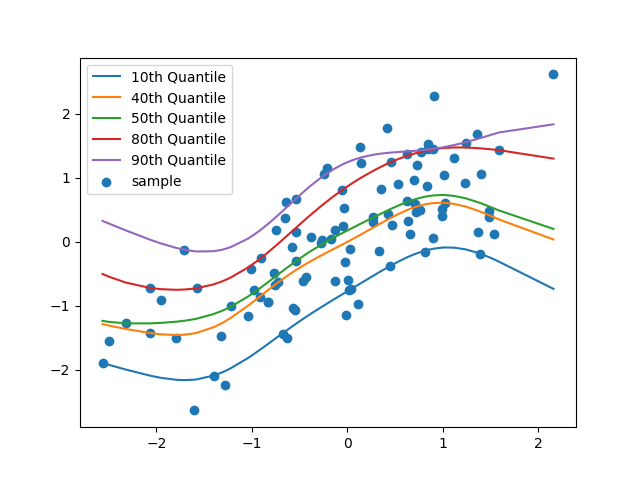 10th Quantile
40th Quantile
50th Quantile
80th Quantile
90th Quantile
sample
2
1
0
−1
−2
−2 −1 0 1 2